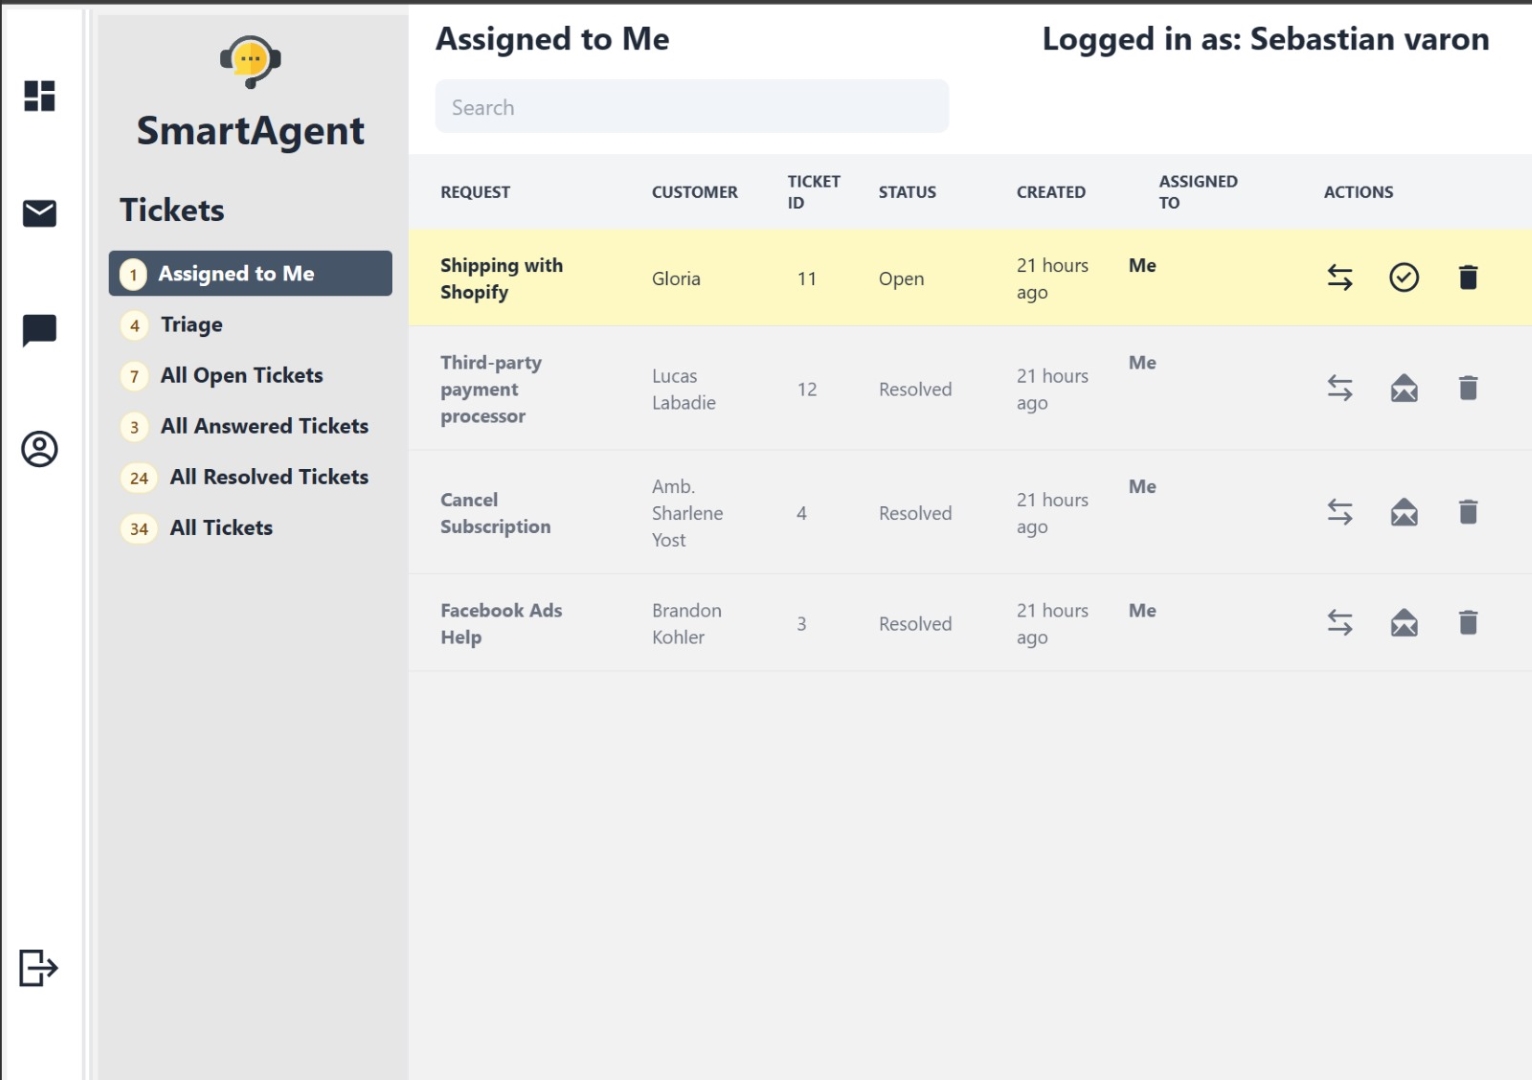 SmartAgent
Tickets
1 Assigned to Me
4 Triage
7 All Open Tickets
3 All Answered Tickets
24 All Resolved Tickets
34 All Tickets
Assigned to Me
Logged in as: Sebastian varon
Search
REQUEST CUSTOMER TICKET ID STATUS CREATED ASSIGNED TO ACTIONS
Shipping with Shopify Gloria 11 Open 21 hours ago Me
Third-party payment processor Lucas Labadie 12 Resolved 21 hours ago Me
Cancel Subscription Amb. Sharlene Yost 4 Resolved 21 hours ago Me
Facebook Ads Help Brandon Kohler 3 Resolved 21 hours ago Me